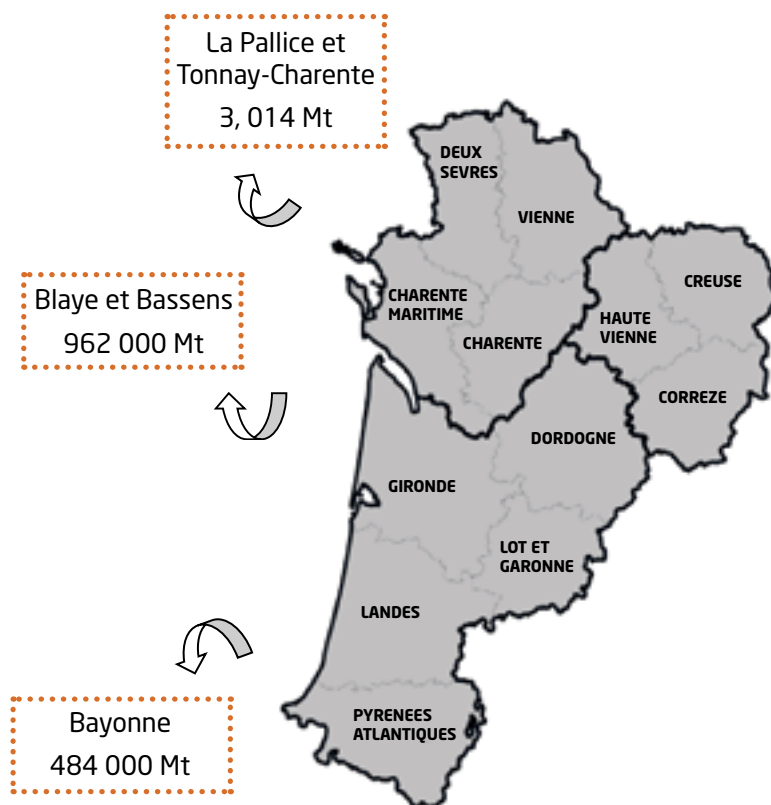 La Pallice et
Tonnay-Charente
3, 014 Mt
DEUX
SEVRES
VIENNE
Blaye et Bassens
962 000 Mt
CHARENTE
MARITIME
CHARENTE
HAUTE
VIENNE
CREUSE
CORREZE
DORDOGNE
GIRONDE
LOT ET
GARONNE
LANDES
Bayonne
484 000 Mt
PYRENEES
ATLANTIQUES